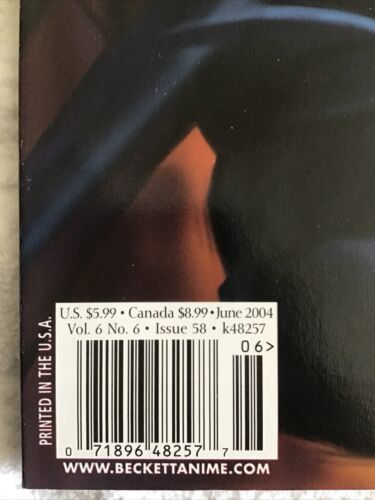 U.S. $5.99 • Canada $8.99 • June 2004
Vol. 6 No. 6 • Issue 58 • k48257
06>
0 71896 48257 7
WWW.BECKETTANIME.COM
PRINTED IN THE U.S.A.